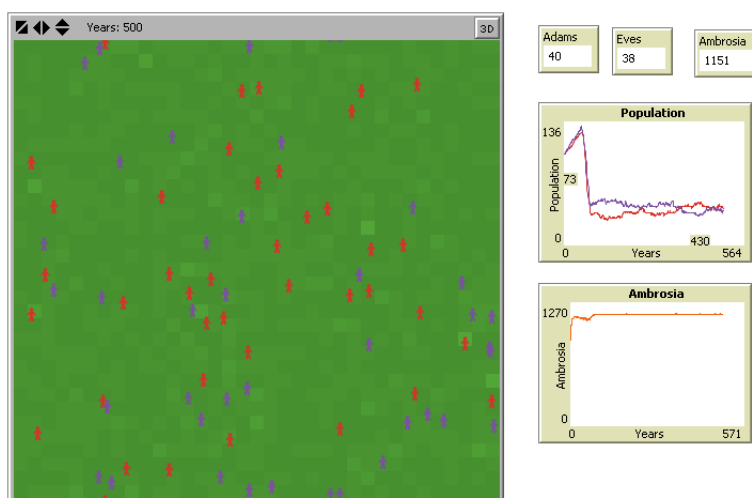 Years: 500
3D
Adams
40
Eves
38
Ambrosia
1151
Population
136
Population
73
0
430
0
Years
564
Ambrosia
1270
Ambrosia
0
0
Years
571